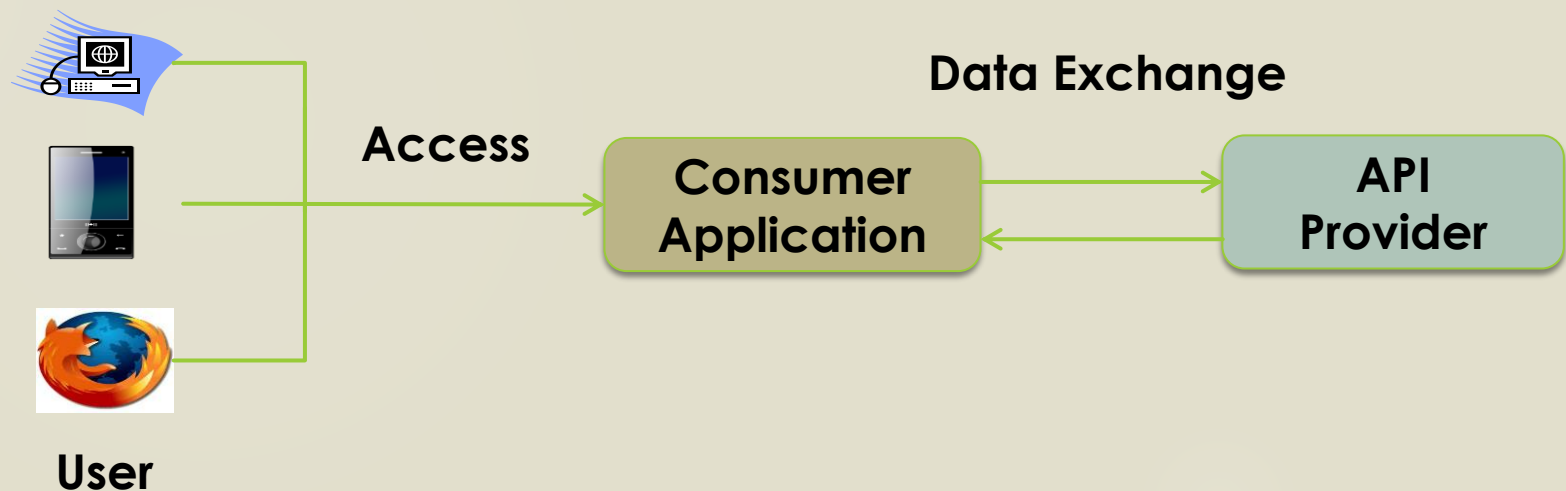 Data Exchange
Access
Consumer
Application
API
Provider
User